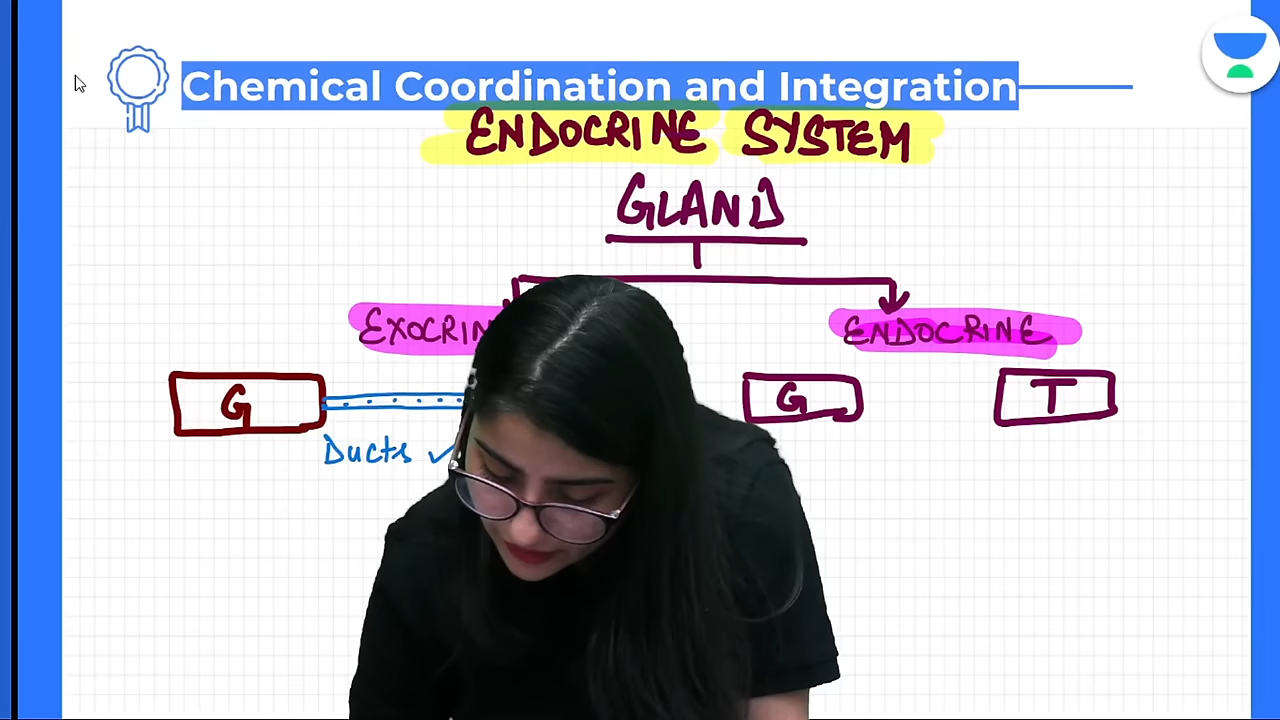 Chemical Coordination and Integration
ENDOCRINE SYSTEM
GLAND
ENDOCRINE
G G T
Ducts